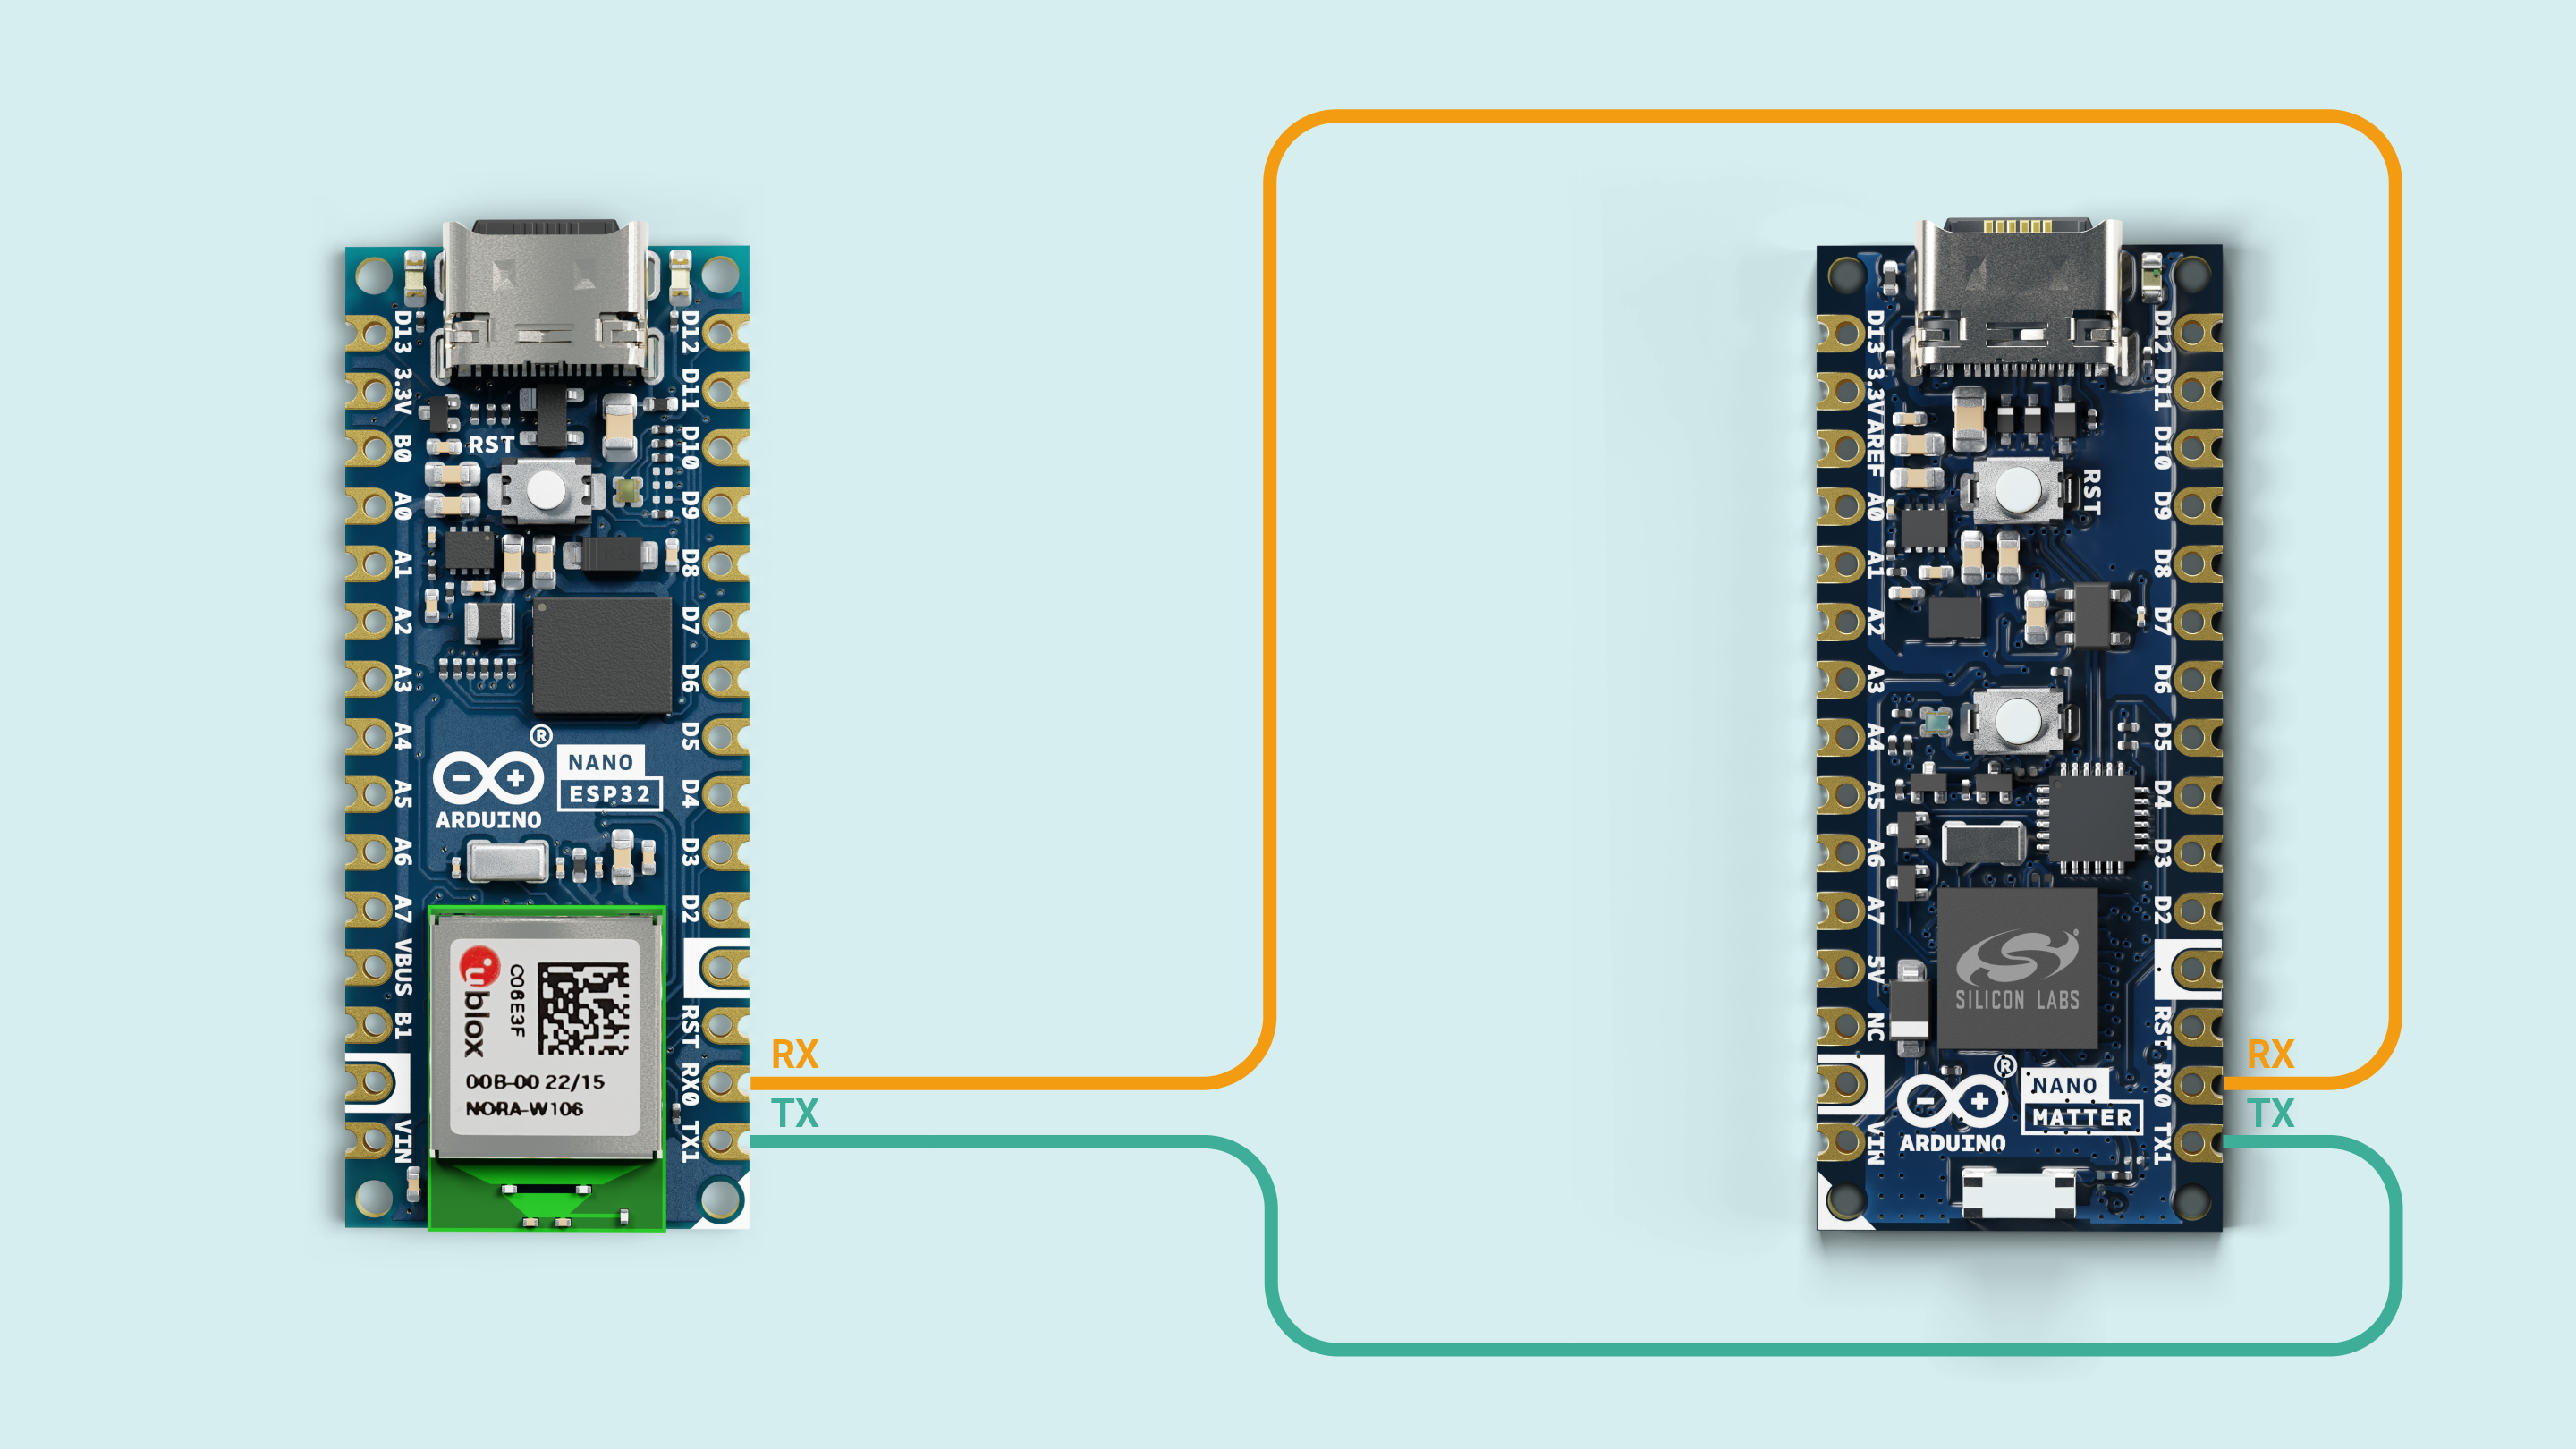 D13
3.3V
B0
A0
A1
A2
A3
A4
A5
A6
A7
VBUS
B1
VIN
RST
D12
D11
D10
D9
D8
D7
D6
D5
D4
D3
D2
RST
RX0
TX1
®
NANO
ESP32
ARDUINO
ublox
C06E3F
00B-00 22/15
NORA-W106
RX
TX
D13
3.3V
AREF
A0
A1
A2
A3
A4
A5
A6
A7
5V
NC
VIN
RST
D12
D11
D10
D9
D8
D7
D6
D5
D4
D3
D2
RST
RX0
TX1
SILICON LABS
®
NANO
MATTER
ARDUINO
RX
TX